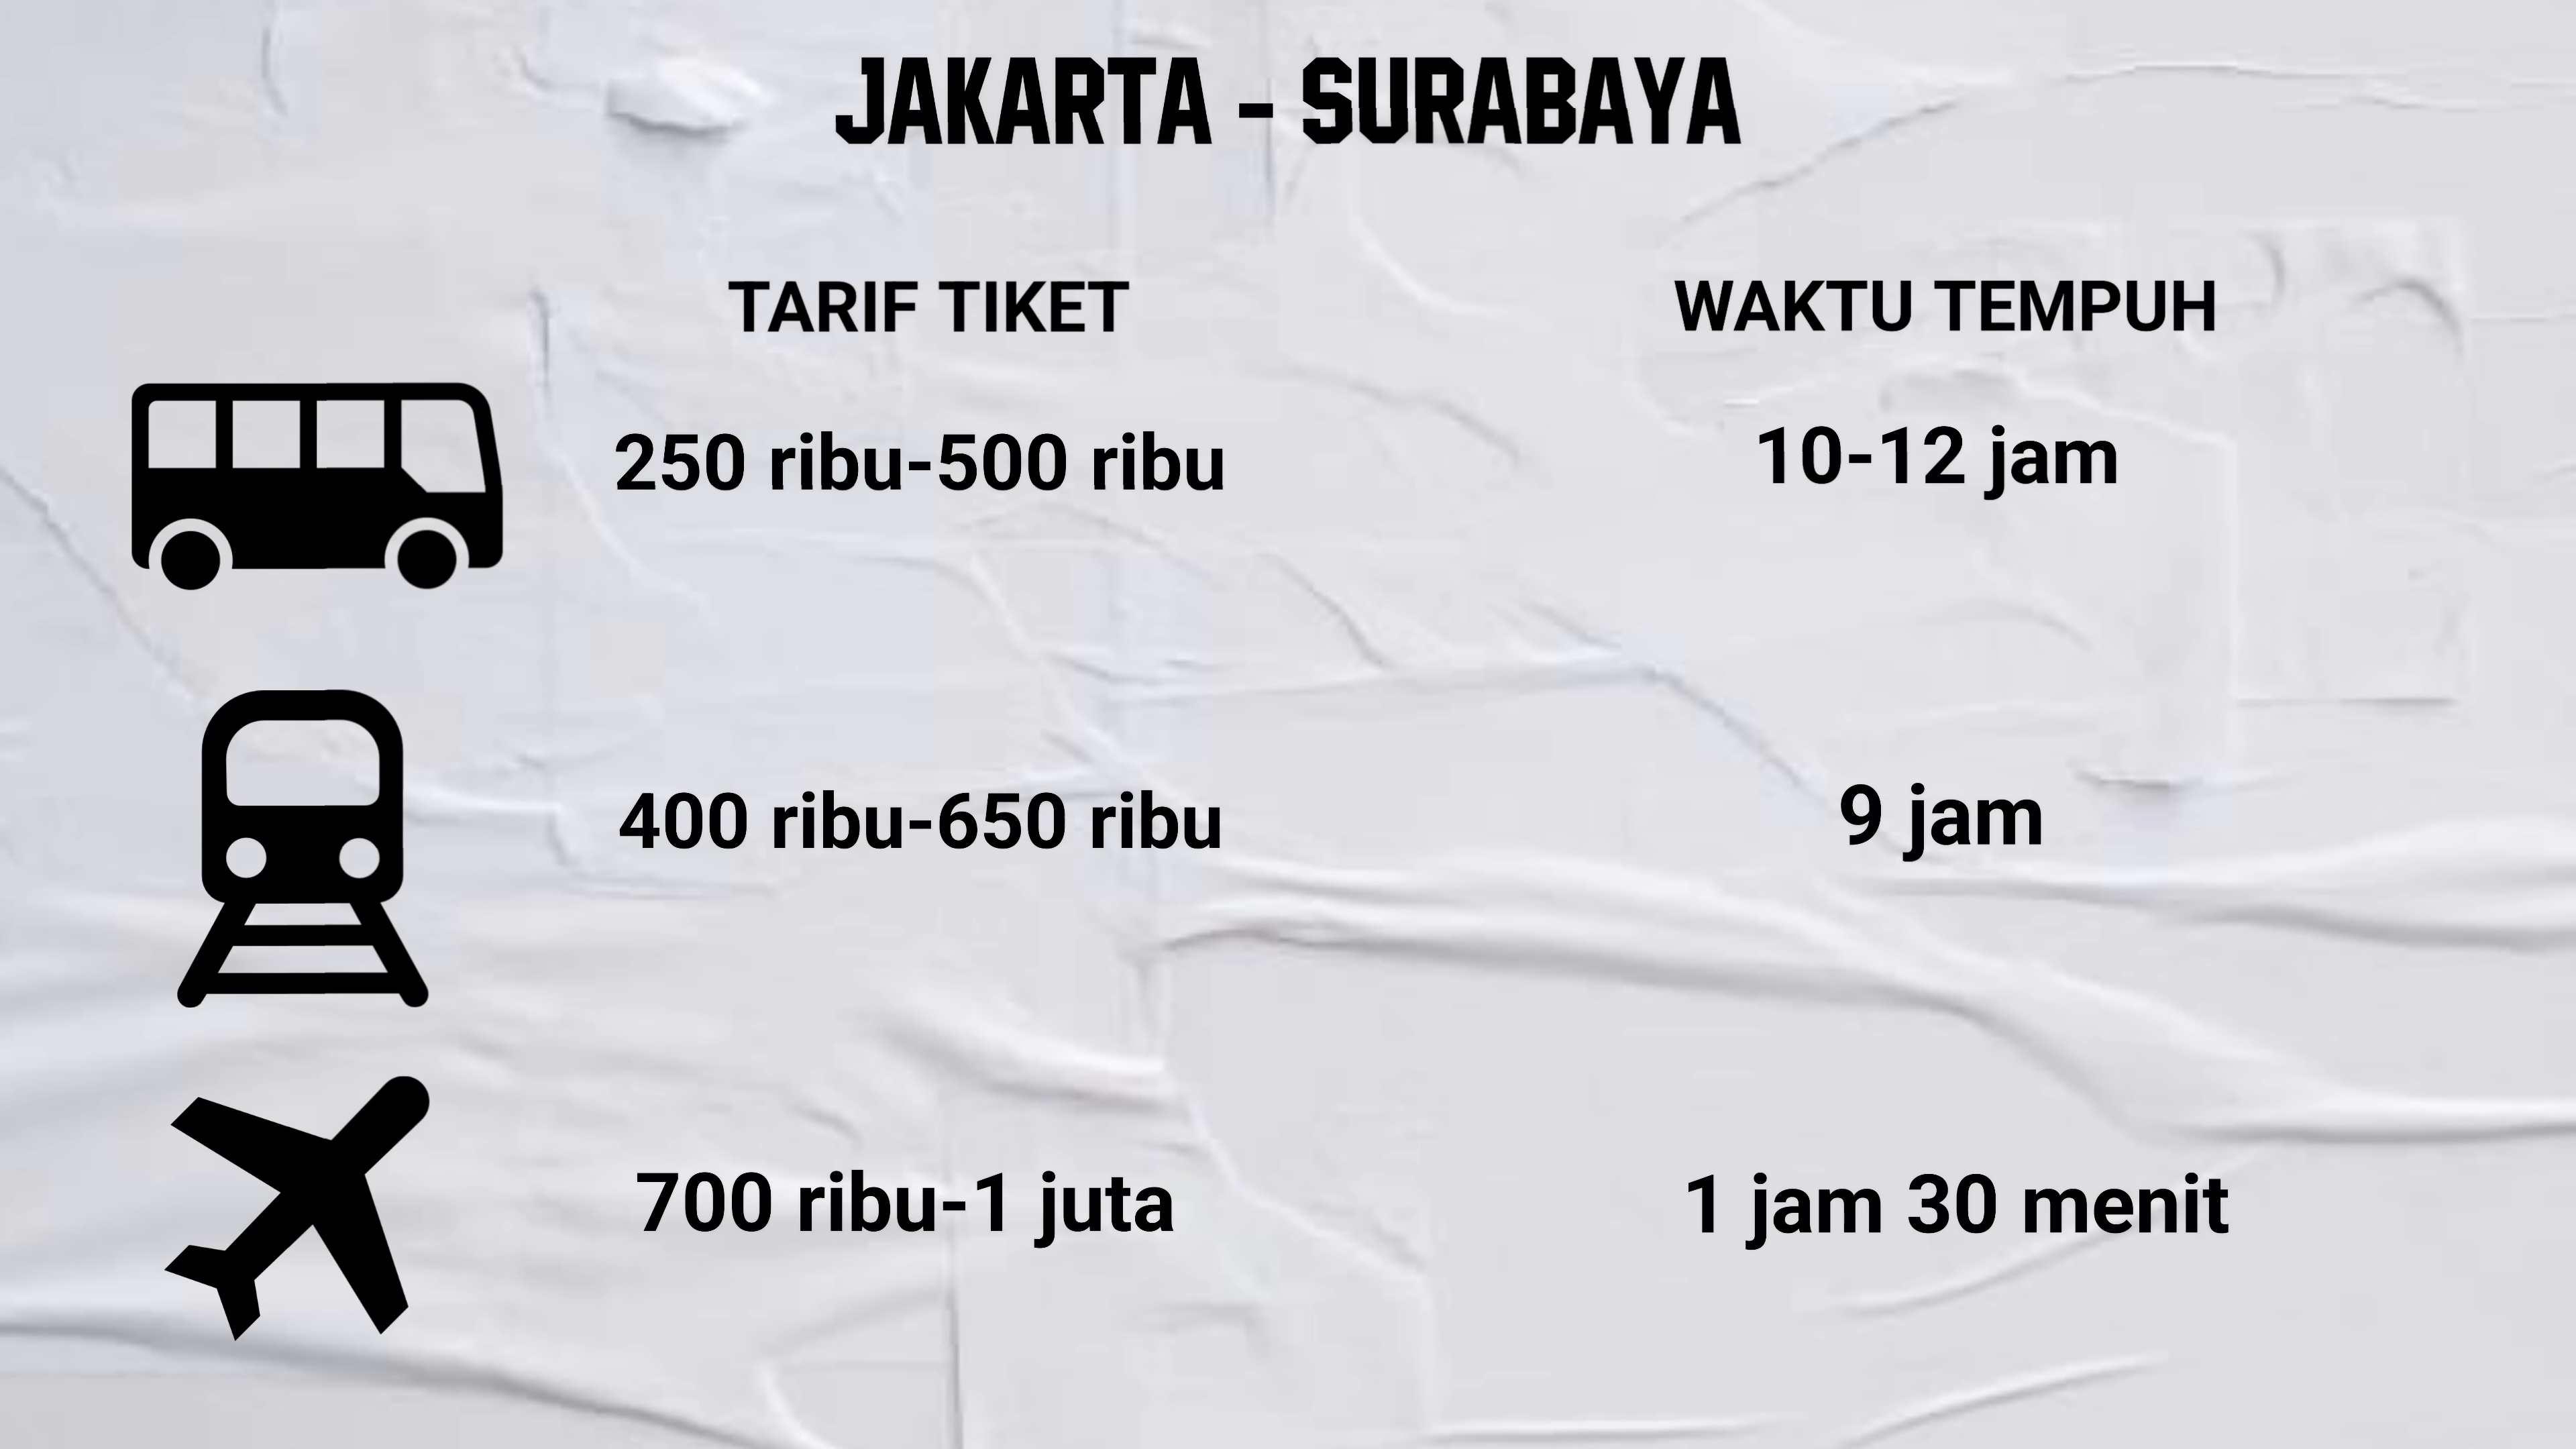 JAKARTA - SURABAYA
TARIF TIKET
WAKTU TEMPUH
250 ribu-500 ribu
10-12 jam
400 ribu-650 ribu
9 jam
700 ribu-1 juta
1 jam 30 menit